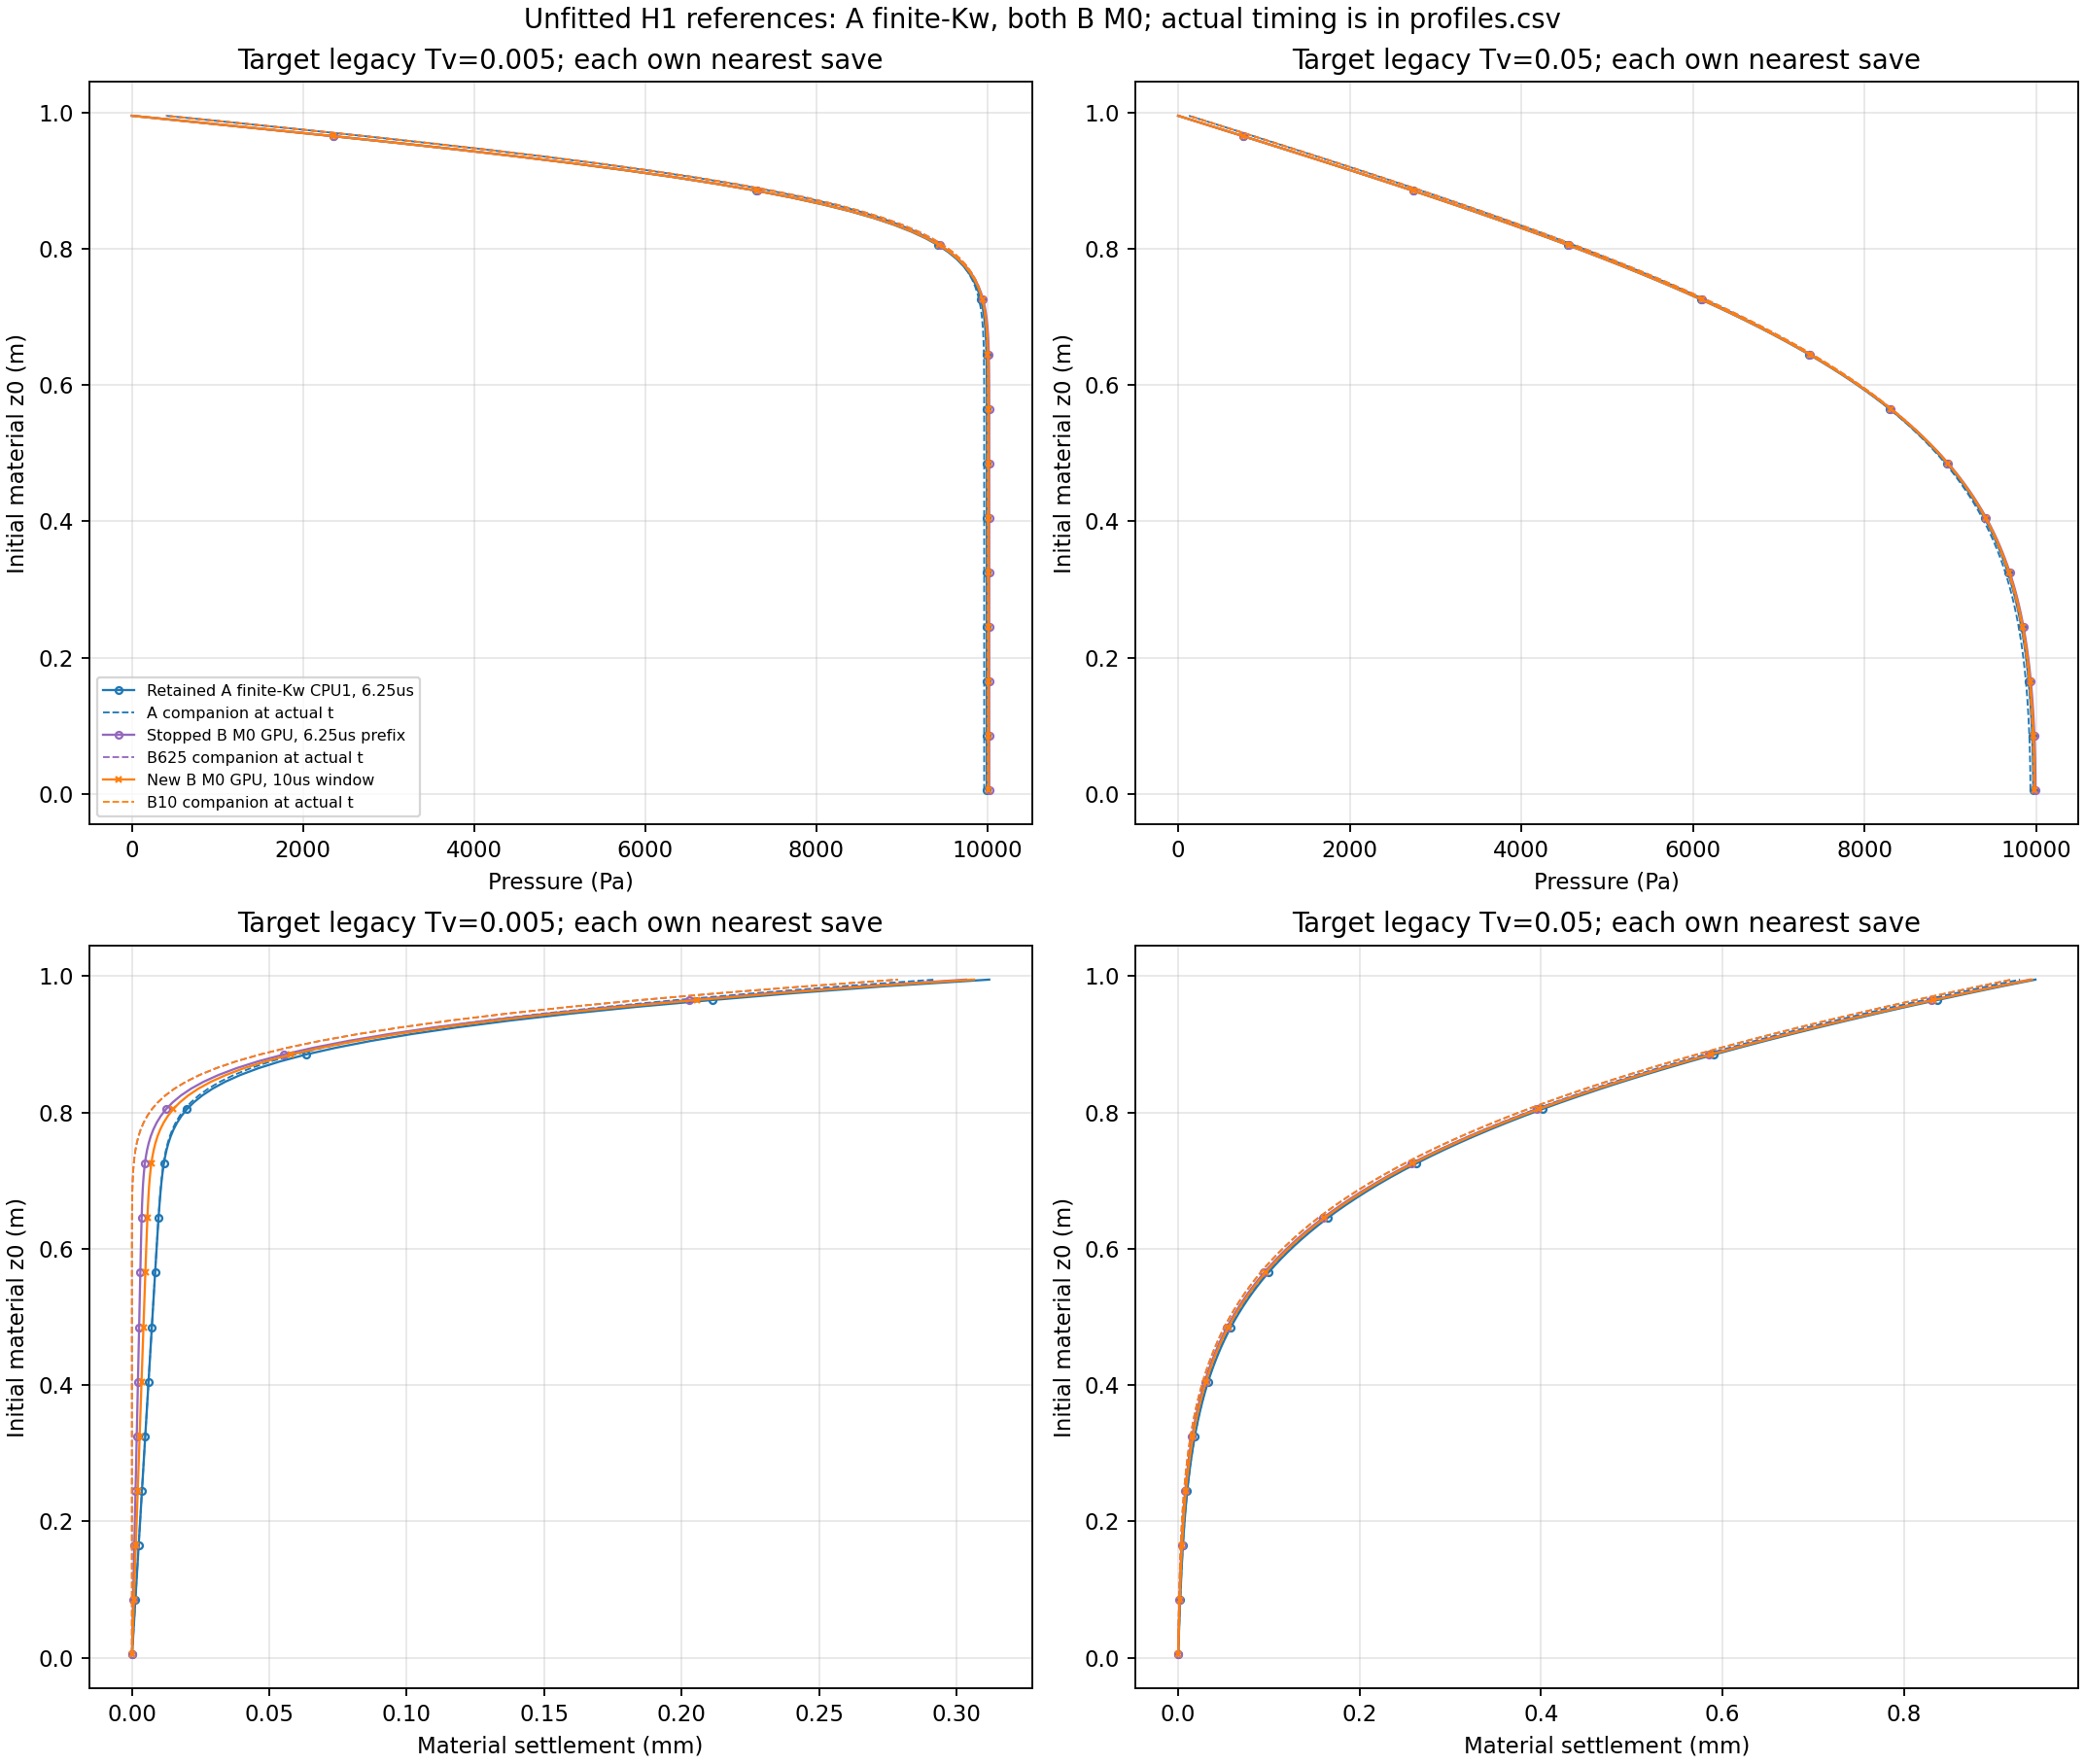 Unfitted H1 references: A finite-Kw, both B M0; actual timing is in profiles.csv
Target legacy Tv=0.005; each own nearest save
1.0
0.8
0.6
0.4
0.2
0.0
Initial material z0 (m)
Retained A finite-Kw CPU1, 6.25us
A companion at actual t
Stopped B M0 GPU, 6.25us prefix
B625 companion at actual t
New B M0 GPU, 10us window
B10 companion at actual t
0 2000 4000 6000 8000 10000
Pressure (Pa)
Target legacy Tv=0.05; each own nearest save
1.0
0.8
0.6
0.4
0.2
0.0
Initial material z0 (m)
0 2000 4000 6000 8000 10000
Pressure (Pa)
Target legacy Tv=0.005; each own nearest save
1.0
0.8
0.6
0.4
0.2
0.0
Initial material z0 (m)
0.00 0.05 0.10 0.15 0.20 0.25 0.30
Material settlement (mm)
Target legacy Tv=0.05; each own nearest save
1.0
0.8
0.6
0.4
0.2
0.0
Initial material z0 (m)
0.0 0.2 0.4 0.6 0.8
Material settlement (mm)